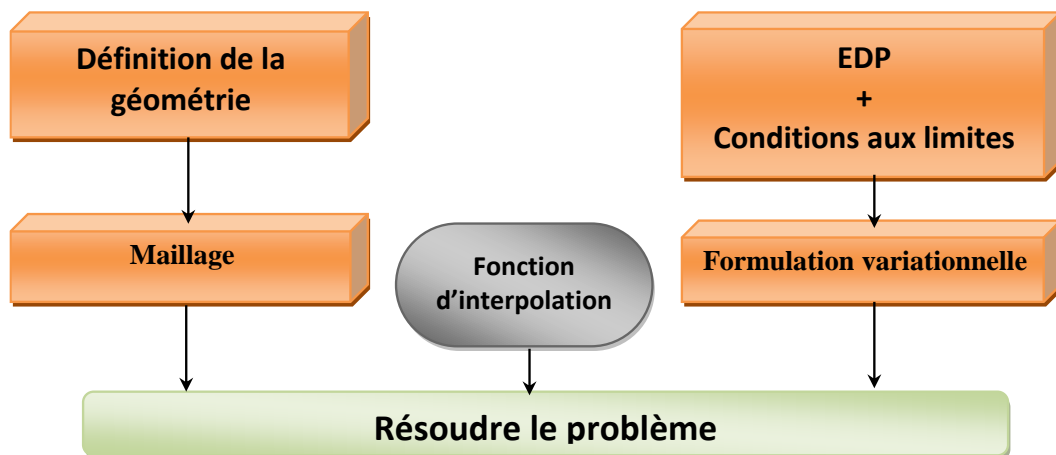 Définition de la
géométrie
EDP
+
Conditions aux limites
Maillage
Fonction
d'interpolation
Formulation variationnelle
Résoudre le problème